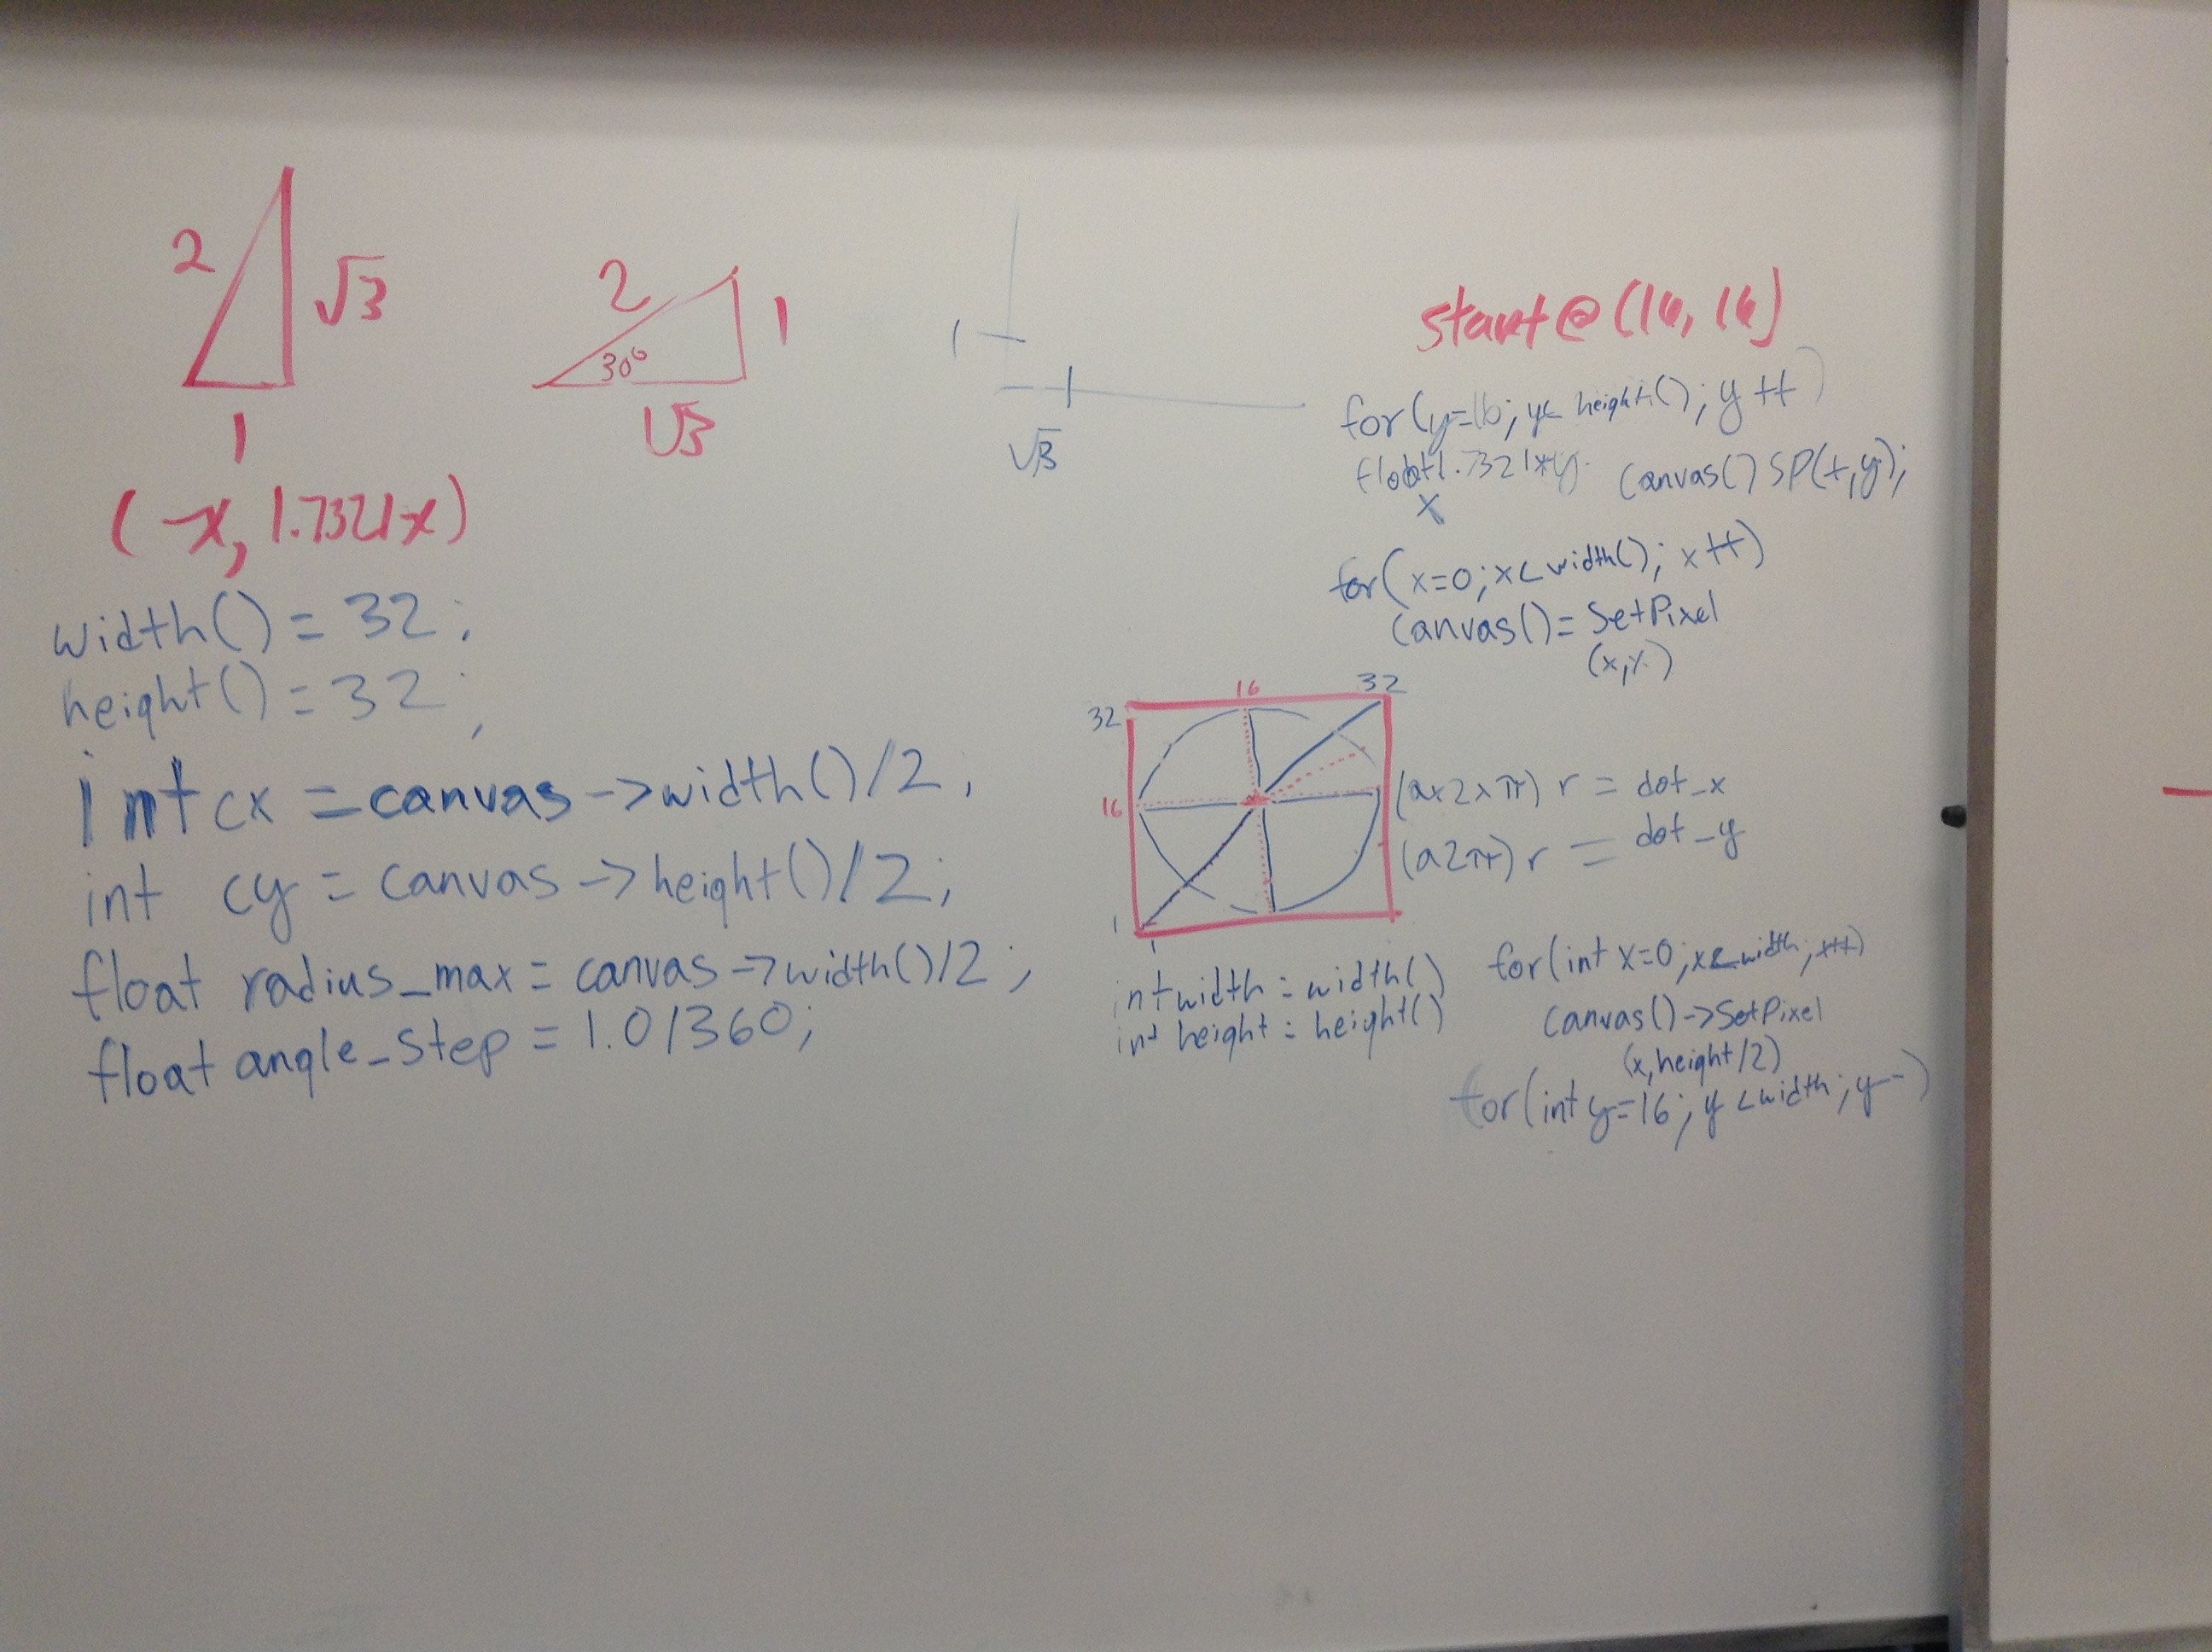 2
√3
1
(-x, 1.7321x)
2
1
30°
√3
1
√3
width() = 32;
height() = 32;
int cx = canvas->width()/2;
int cy = canvas->height()/2;
float radius_max = canvas->width()/2;
float angle_step = 1.0/360;
start@(16, 16)
for(y=16; y< height(); y++)
float 1.7321*y
x
canvas() SP(x,y);
for(x=0; x<width(); x++)
canvas()= SetPixel
(x,y)
16
32
32
16
1
1
(a×2×π) r = dot_x
(a2π) r = dot_y
int width = width()
int height = height()
for(int x=0; x<width; x++)
canvas()->SetPixel
(x, height/2)
for(int y=16; y<width; y--)